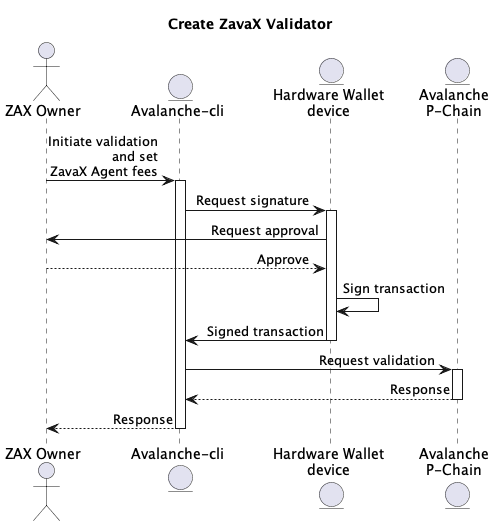 Create ZavaX Validator
ZAX Owner
Avalanche-cli
Hardware Wallet
device
Avalanche
P-Chain
Initiate validation
and set
ZavaX Agent fees
Request signature
Request approval
Approve
Sign transaction
Signed transaction
Request validation
Response
Response
ZAX Owner
Avalanche-cli
Hardware Wallet
device
Avalanche
P-Chain